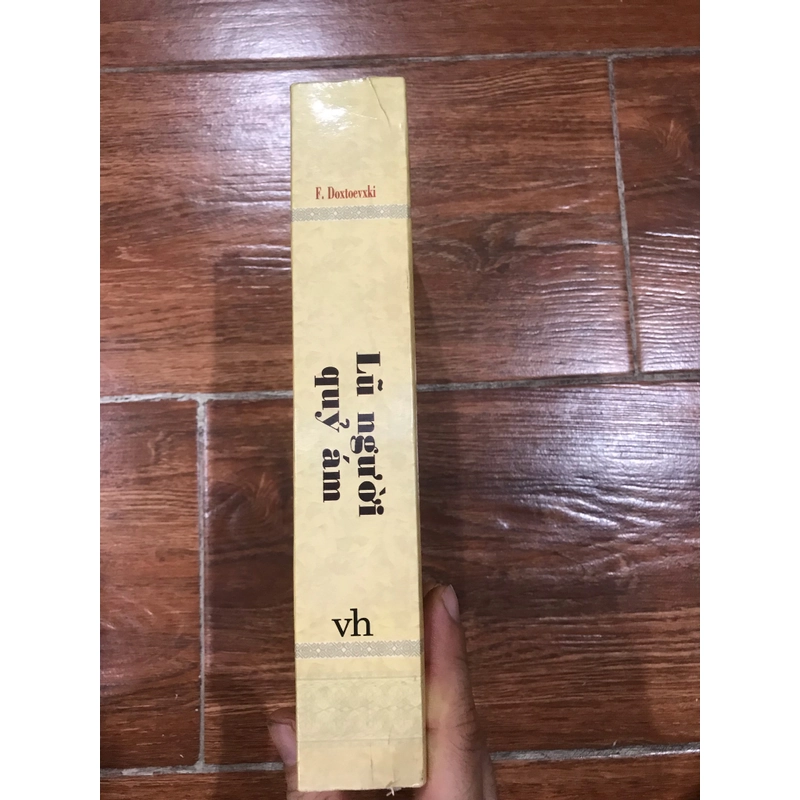 F. Doxtoevxki
Lũ người
quỷ ám
vh